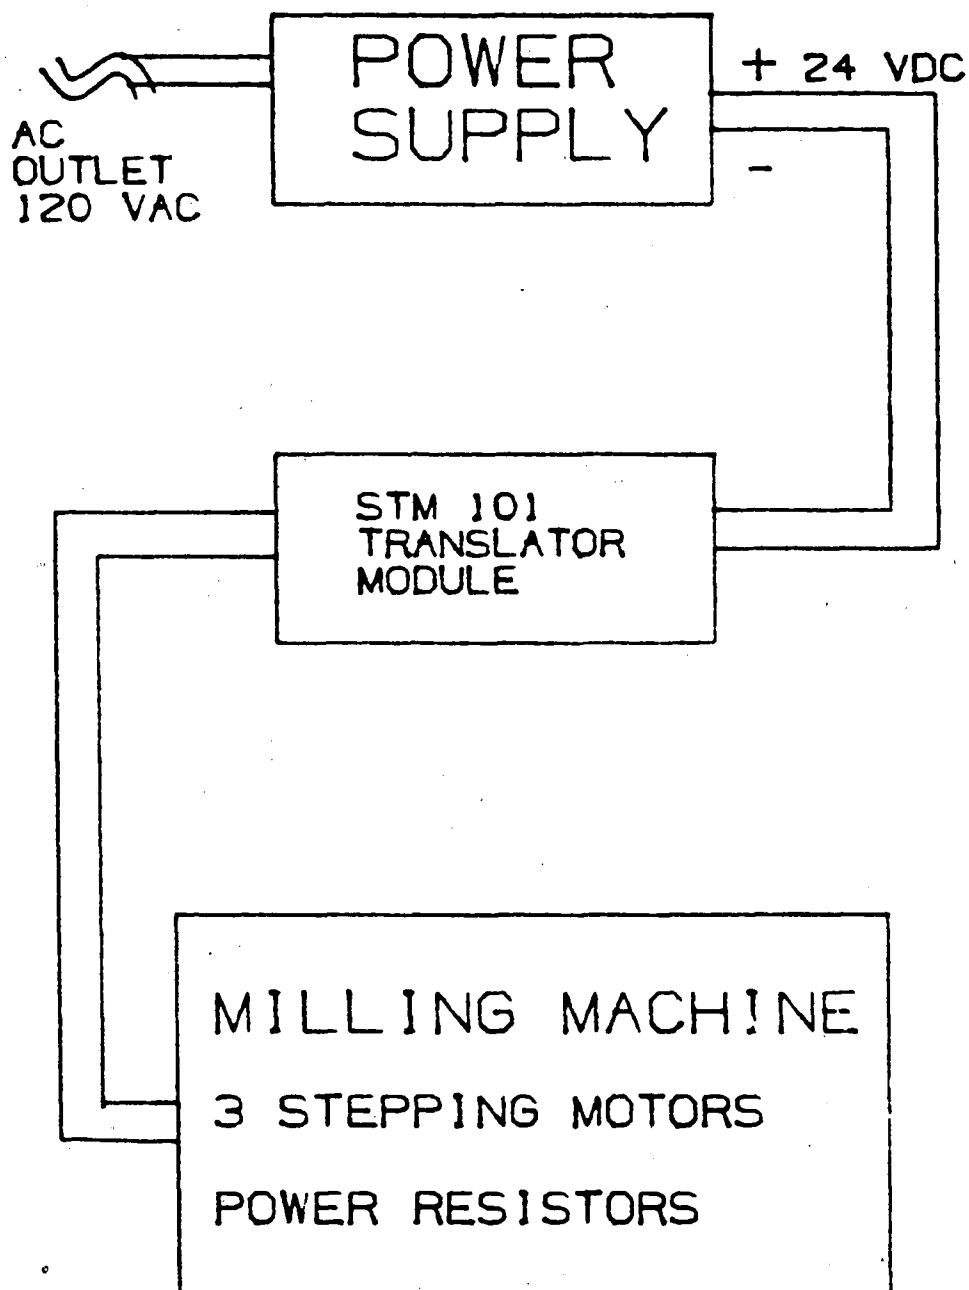 POWER
SUPPLY
+ 24 VDC
-
AC
OUTLET
120 VAC
STM 101
TRANSLATOR
MODULE
MILLING MACHINE
3 STEPPING MOTORS
POWER RESISTORS